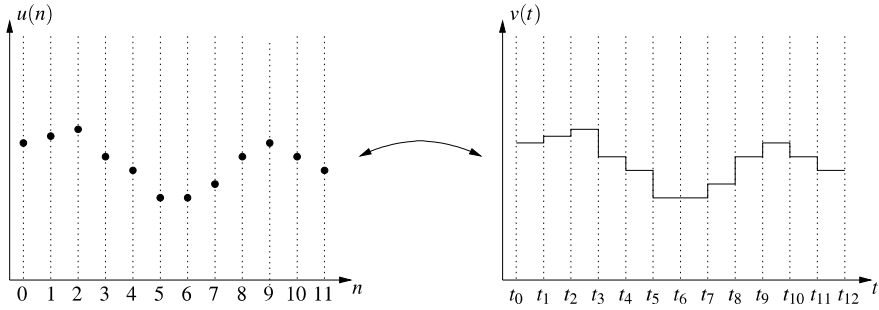 u(n)
0 1 2 3 4 5 6 7 8 9 10 11 n
v(t)
t₀ t₁ t₂ t₃ t₄ t₅ t₆ t₇ t₈ t₉ t₁₀ t₁₁ t₁₂ t